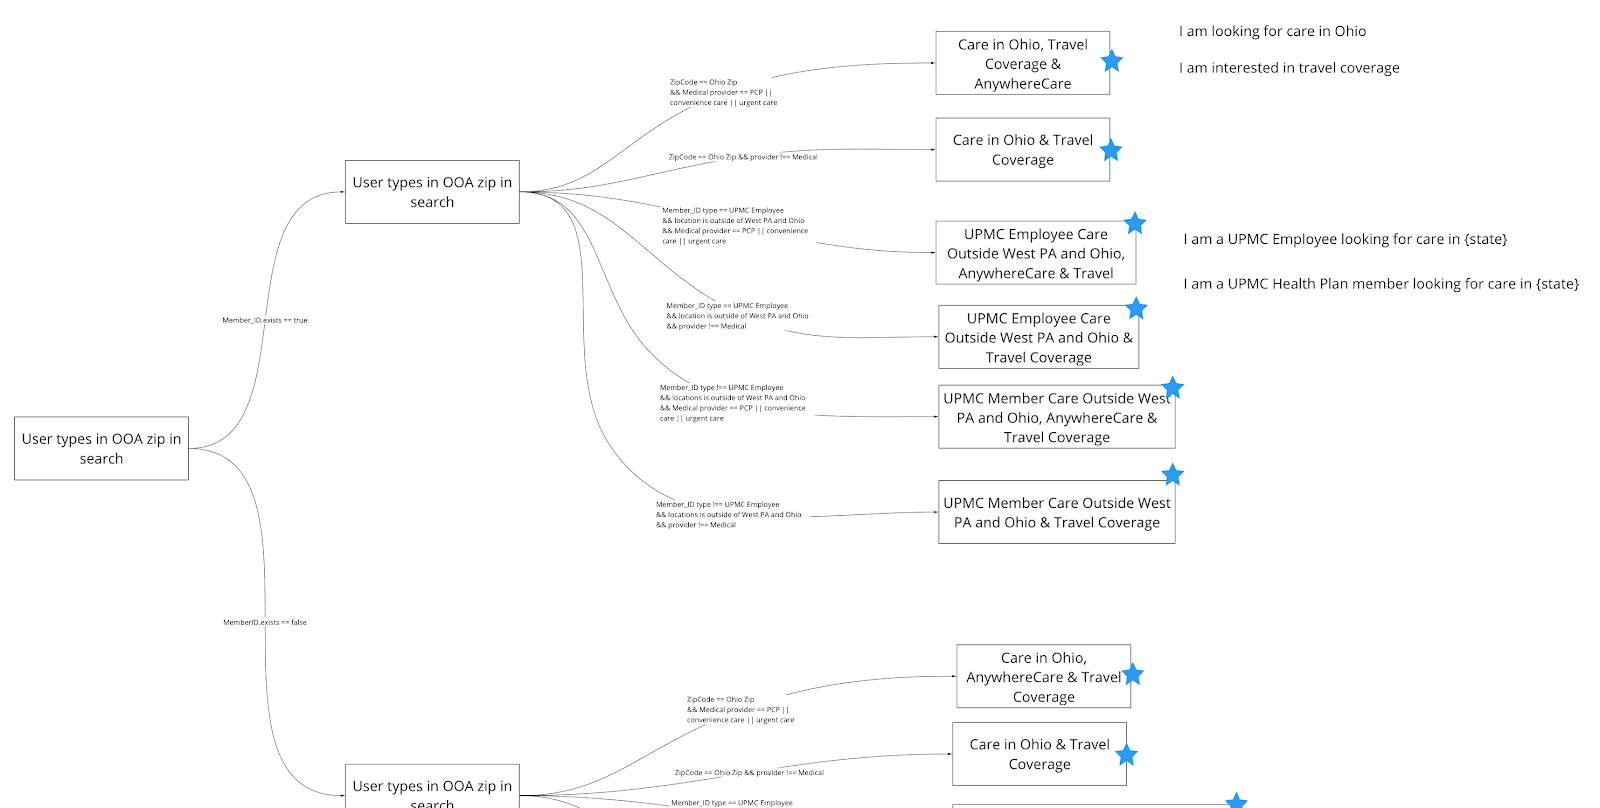 I am looking for care in Ohio
Care in Ohio, Travel
Coverage &
AnywhereCare
I am interested in travel coverage
ZipCode == Ohio Zip
&& Medical provider == PCP ||
convenience care || urgent care
Care in Ohio & Travel
Coverage
ZipCode == Ohio Zip && provider !== Medical
User types in OOA zip in
search
Member_ID type == UPMC Employee
&& location is outside of West PA and Ohio
&& Medical provider == PCP || convenience
care || urgent care
UPMC Employee Care
Outside West PA and Ohio,
AnywhereCare & Travel
I am a UPMC Employee looking for care in {state}
I am a UPMC Health Plan member looking for care in {state}
Member_ID type == UPMC Employee
&& location is outside of West PA and Ohio
&& provider !== Medical
UPMC Employee Care
Outside West PA and Ohio &
Travel Coverage
Member_ID.exists == true
Member_ID type !== UPMC Employee
&& locations is outside of West PA and Ohio
&& Medical provider == PCP || convenience
care || urgent care
UPMC Member Care Outside West
PA and Ohio, AnywhereCare &
Travel Coverage
User types in OOA zip in
search
Member_ID type !== UPMC Employee
&& locations is outside of West PA and Ohio
&& provider !== Medical
UPMC Member Care Outside West
PA and Ohio & Travel Coverage
MemberID.exists == false
Care in Ohio,
AnywhereCare & Travel
Coverage
ZipCode == Ohio Zip
&& Medical provider == PCP ||
convenience care || urgent care
Care in Ohio & Travel
Coverage
ZipCode == Ohio Zip && provider !== Medical
User types in OOA zip in
search
Member_ID type == UPMC Employee